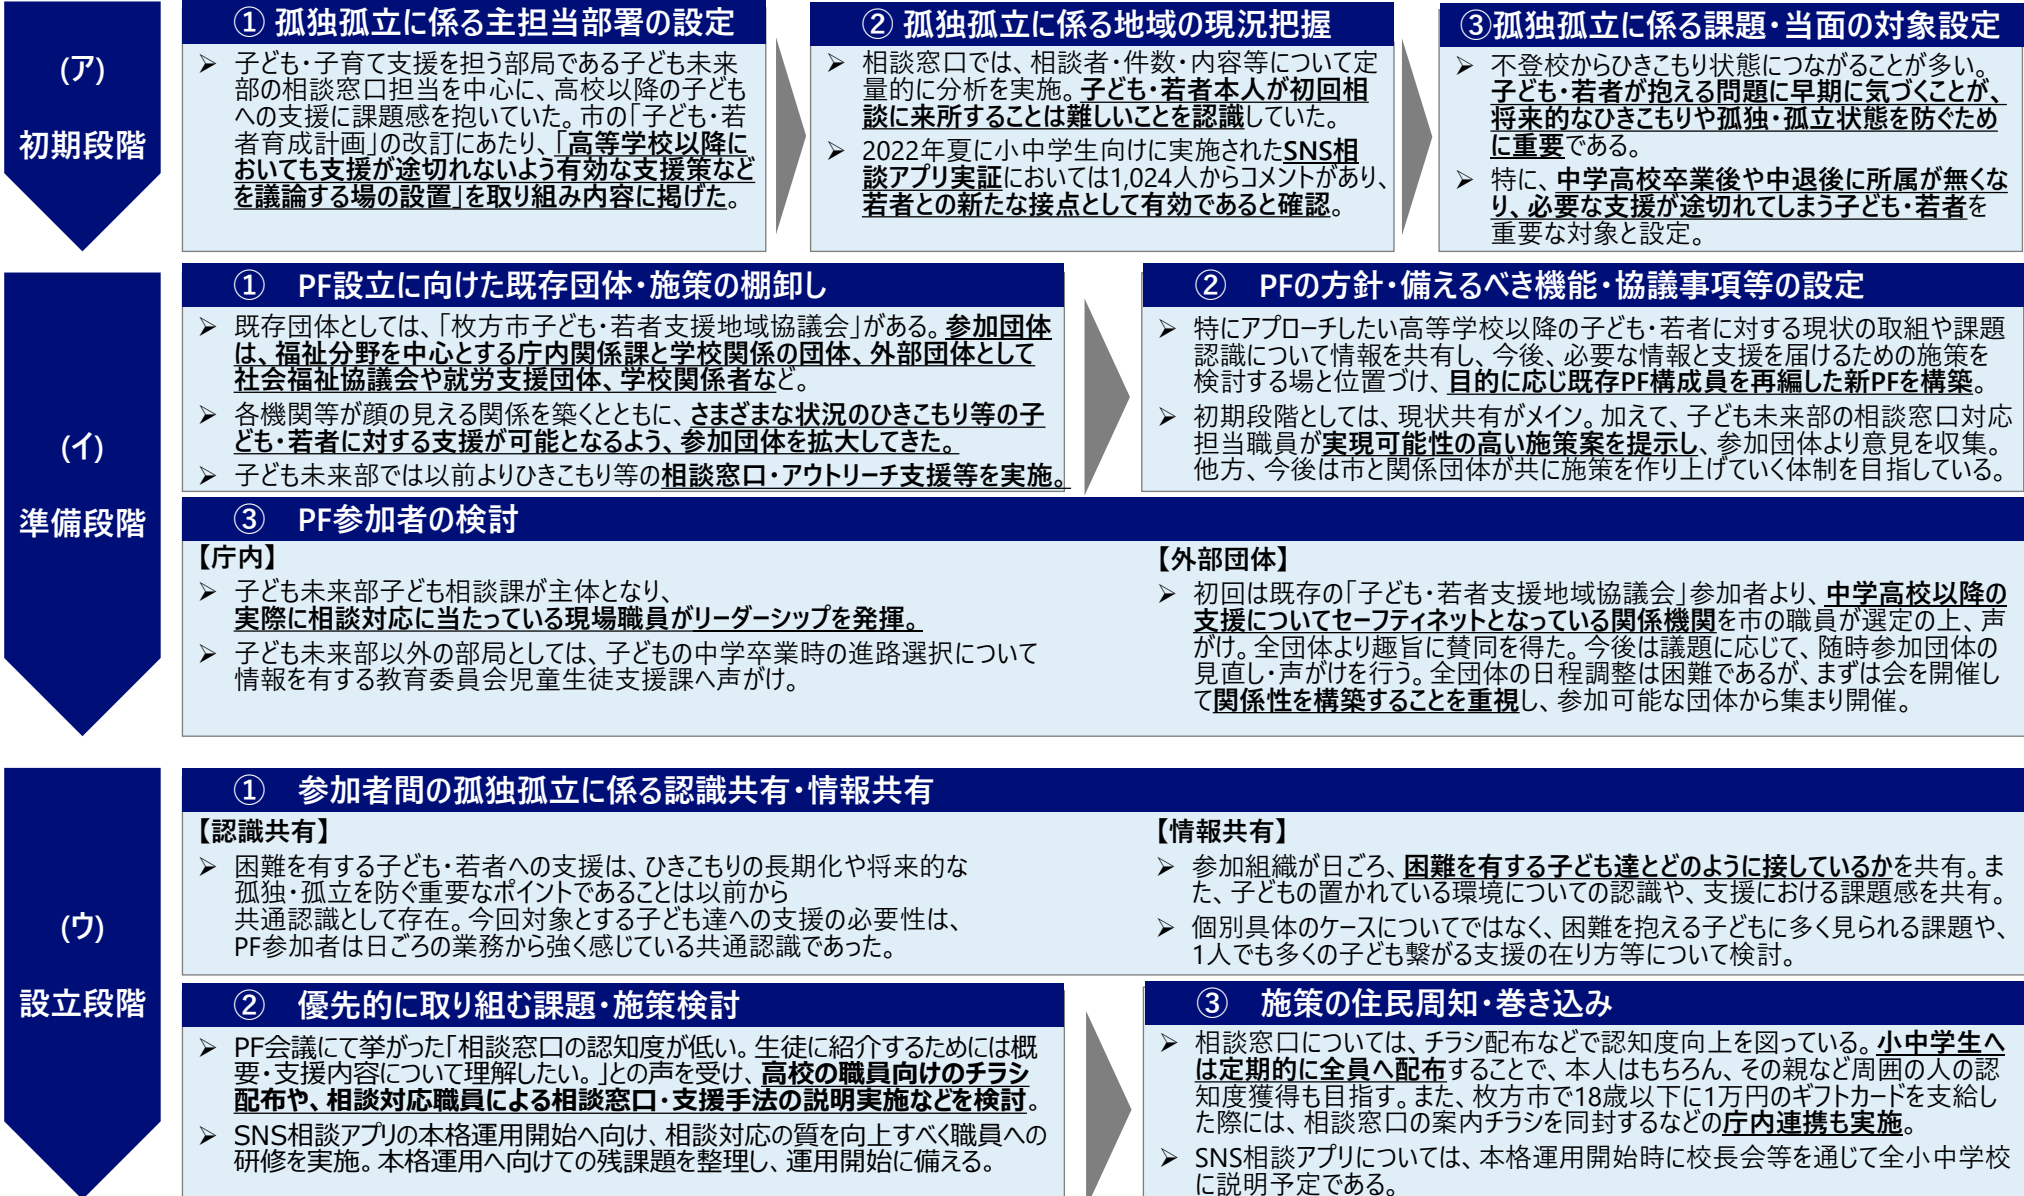 (ア)
初期段階
① 孤独孤立に係る主担当部署の設定
➢ 子ども・子育て支援を担う部局である子ども未来
部の相談窓口担当を中心に、高校以降の子ども
への支援に課題感を抱いていた。市の「子ども・若
者育成計画」の改訂にあたり、「高等学校以降に
おいても支援が途切れないよう有効な支援策など
を議論する場の設置」を取り組み内容に掲げた。
② 孤独孤立に係る地域の現況把握
➢ 相談窓口では、相談者・件数・内容等について定
量的に分析を実施。子ども・若者本人が初回相
談に来所することは難しいことを認識していた。
➢ 2022年夏に小中学生向けに実施されたSNS相
談アプリ実証においては1,024人からコメントがあり、
若者との新たな接点として有効であると確認。
③孤独孤立に係る課題・当面の対象設定
➢ 不登校からひきこもり状態につながることが多い。
子ども・若者が抱える問題に早期に気づくことが、
将来的なひきこもりや孤独・孤立状態を防ぐため
に重要である。
➢ 特に、中学高校卒業後や中退後に所属が無くな
り、必要な支援が途切れてしまう子ども・若者を
重要な対象と設定。
(イ)
準備段階
① PF設立に向けた既存団体・施策の棚卸し
➢ 既存団体としては、「枚方市子ども・若者支援地域協議会」がある。参加団体
は、福祉分野を中心とする庁内関係課と学校関係の団体、外部団体として
社会福祉協議会や就労支援団体、学校関係者など。
➢ 各機関等が顔の見える関係を築くとともに、さまざまな状況のひきこもり等の子
ども・若者に対する支援が可能となるよう、参加団体を拡大してきた。
➢ 子ども未来部では以前よりひきこもり等の相談窓口・アウトリーチ支援等を実施。
② PFの方針・備えるべき機能・協議事項等の設定
➢ 特にアプローチしたい高等学校以降の子ども・若者に対する現状の取組や課題
認識について情報を共有し、今後、必要な情報と支援を届けるための施策を
検討する場と位置づけ、目的に応じ既存PF構成員を再編した新PFを構築。
➢ 初期段階としては、現状共有がメイン。加えて、子ども未来部の相談窓口対応
担当職員が実現可能性の高い施策案を提示し、参加団体より意見を収集。
他方、今後は市と関係団体が共に施策を作り上げていく体制を目指している。
③ PF参加者の検討
【庁内】
➢ 子ども未来部子ども相談課が主体となり、
実際に相談対応に当たっている現場職員がリーダーシップを発揮。
➢ 子ども未来部以外の部局としては、子どもの中学卒業時の進路選択について
情報を有する教育委員会児童生徒支援課へ声がけ。
【外部団体】
➢ 初回は既存の「子ども・若者支援地域協議会」参加者より、中学高校以降の
支援についてセーフティネットとなっている関係機関を市の職員が選定の上、声
がけ。全団体より趣旨に賛同を得た。今後は議題に応じて、随時参加団体の
見直し・声がけを行う。全団体の日程調整は困難であるが、まずは会を開催し
て関係性を構築することを重視し、参加可能な団体から集まり開催。
(ウ)
設立段階
① 参加者間の孤独孤立に係る認識共有・情報共有
【認識共有】
➢ 困難を有する子ども・若者への支援は、ひきこもりの長期化や将来的な
孤独・孤立を防ぐ重要なポイントであることは以前から
共通認識として存在。今回対象とする子ども達への支援の必要性は、
PF参加者は日ごろの業務から強く感じている共通認識であった。
【情報共有】
➢ 参加組織が日ごろ、困難を有する子ども達とどのように接しているかを共有。ま
た、子どもの置かれている環境についての認識や、支援における課題感を共有。
➢ 個別具体のケースについてではなく、困難を抱える子どもに多く見られる課題や、
1人でも多くの子ども繋がる支援の在り方等について検討。
② 優先的に取り組む課題・施策検討
➢ PF会議にて挙がった「相談窓口の認知度が低い。生徒に紹介するためには概
要・支援内容について理解したい。」との声を受け、高校の職員向けのチラシ
配布や、相談対応職員による相談窓口・支援手法の説明実施などを検討。
➢ SNS相談アプリの本格運用開始へ向け、相談対応の質を向上すべく職員への
研修を実施。本格運用へ向けての残課題を整理し、運用開始に備える。
③ 施策の住民周知・巻き込み
➢ 相談窓口については、チラシ配布などで認知度向上を図っている。小中学生へ
は定期的に全員へ配布することで、本人はもちろん、その親など周囲の人の認
知度獲得も目指す。また、枚方市で18歳以下に1万円のギフトカードを支給し
た際には、相談窓口の案内チラシを同封するなどの庁内連携も実施。
➢ SNS相談アプリについては、本格運用開始時に校長会等を通じて全小中学校
に説明予定である。